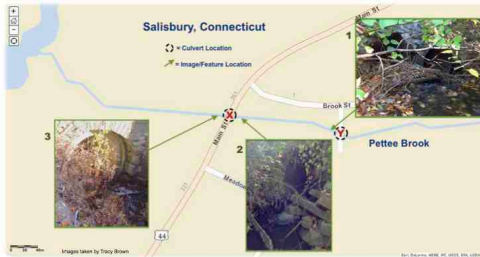 Salisbury, Connecticut
= Culvert Location
= Image/Feature Location
Main St
1
Brook St
X
Main St
Y
Pettee Brook
3
2
44
Images taken by Tracy Brown